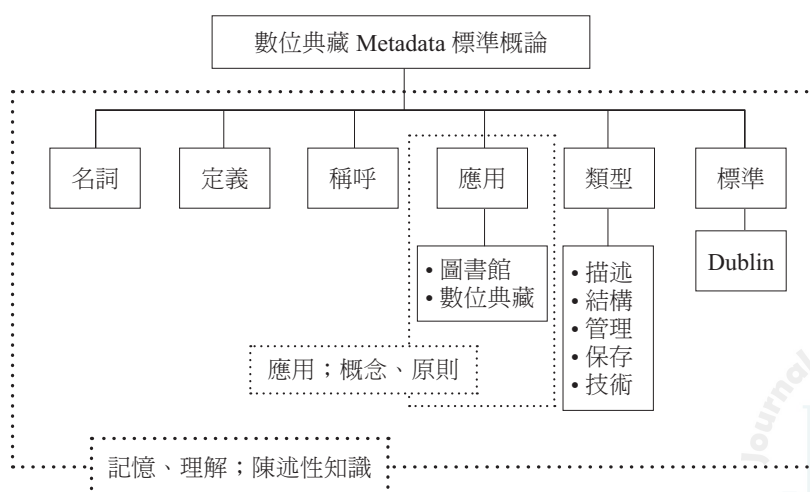 數位典藏 Metadata 標準概論
名詞
定義
稱呼
應用
類型
標準
• 圖書館
• 數位典藏
• 描述
• 結構
• 管理
• 保存
• 技術
Dublin
應用；概念、原則
記憶、理解；陳述性知識
Journal